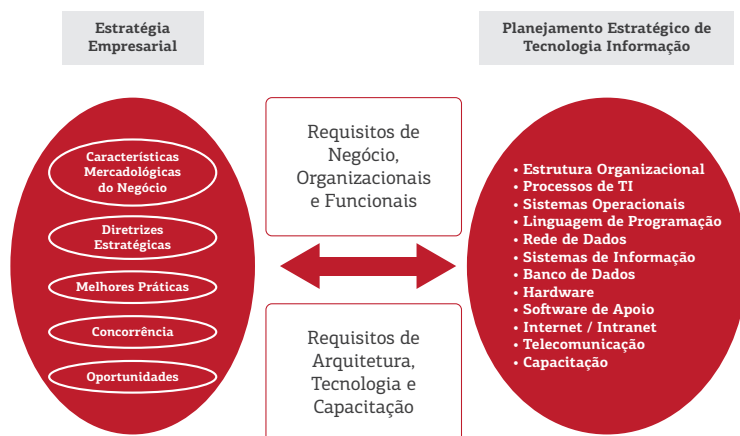 Estratégia
Empresarial
Planejamento Estratégico de
Tecnologia Informação
Características
Mercadológicas
do Negócio
Diretrizes
Estratégicas
Melhores Práticas
Concorrência
Oportunidades
Requisitos de
Negócio,
Organizacionais
e Funcionais
Requisitos de
Arquitetura,
Tecnologia e
Capacitação
• Estrutura Organizacional
• Processos de TI
• Sistemas Operacionais
• Linguagem de Programação
• Rede de Dados
• Sistemas de Informação
• Banco de Dados
• Hardware
• Software de Apoio
• Internet / Intranet
• Telecomunicação
• Capacitação